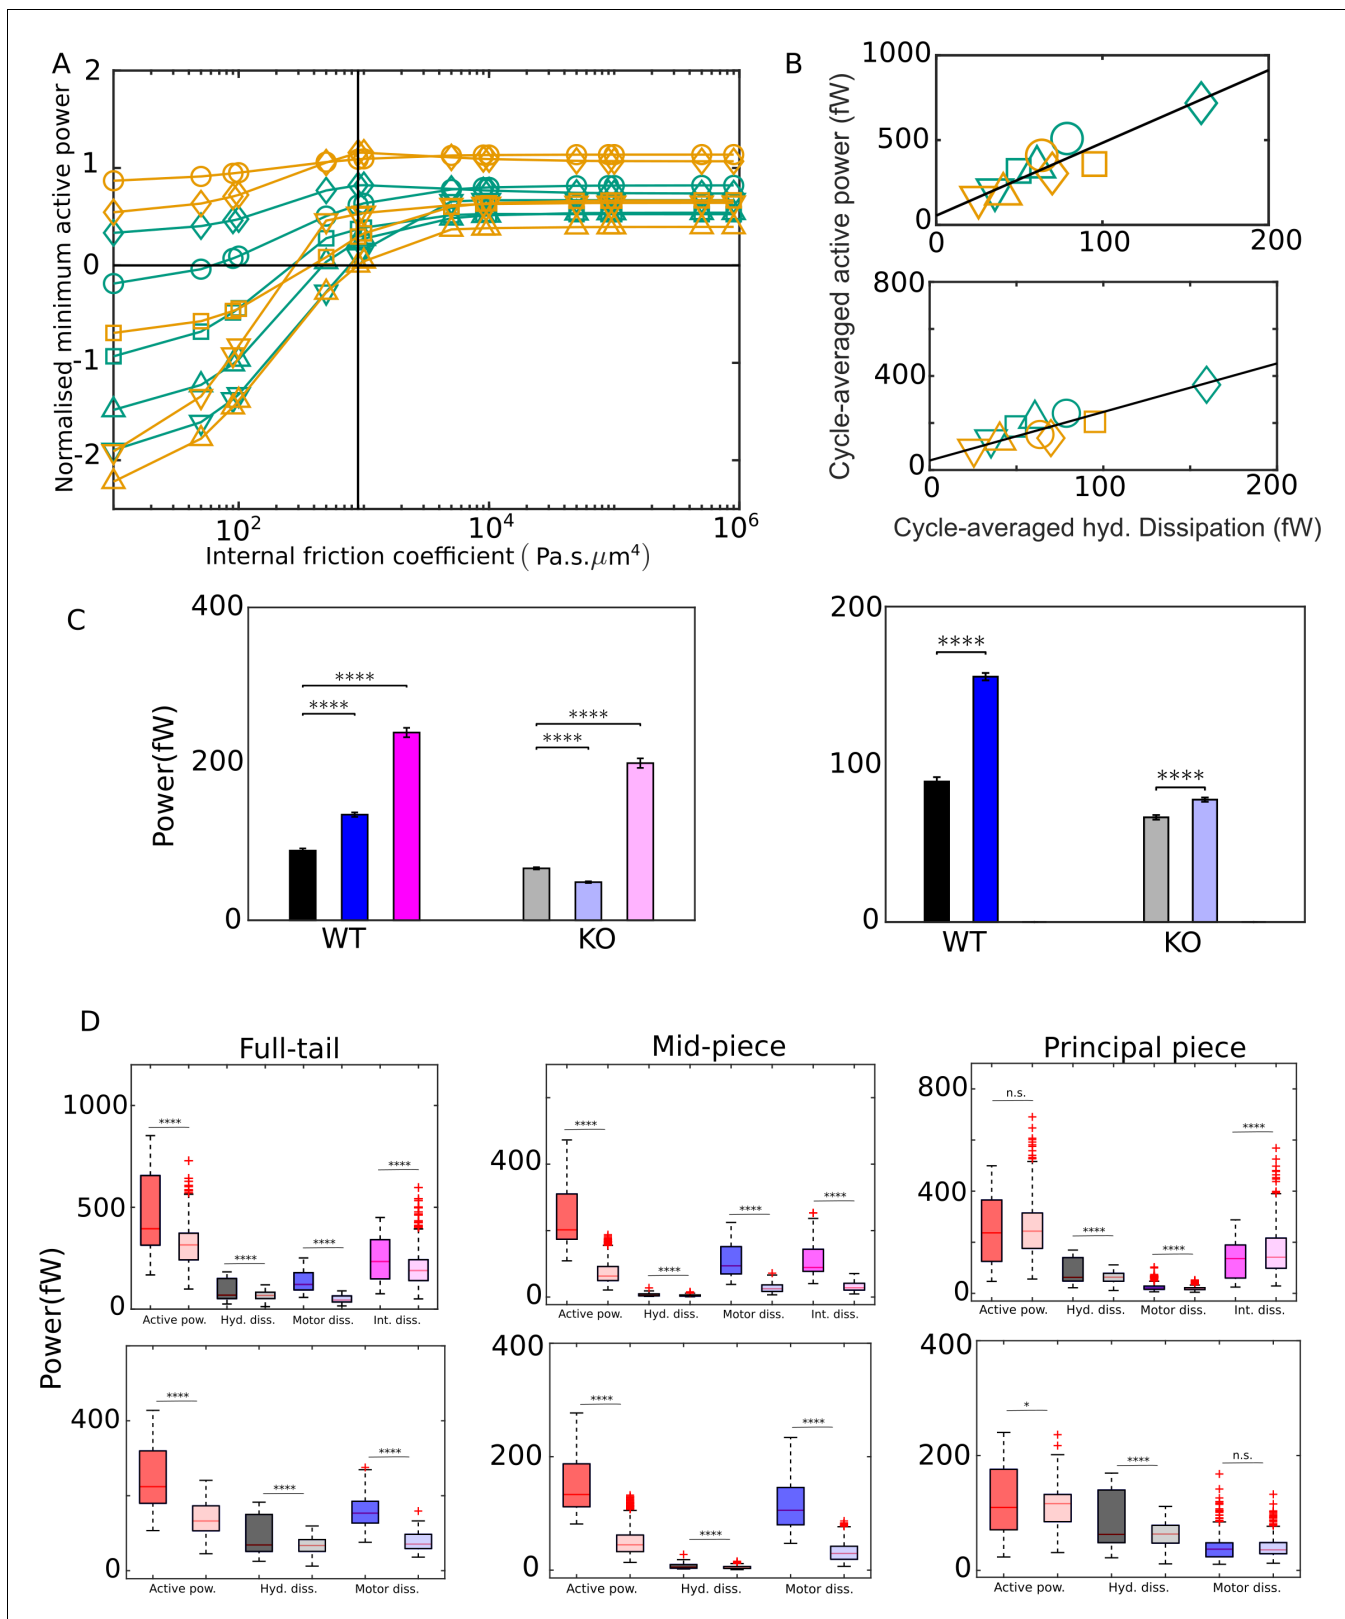 A
2
1
0
-1
-2
Normalised minimum active power
10²
10⁴
10⁶
Internal friction coefficient ( Pa.s.μm⁴)
B
1000
500
0
0
100
200
800
400
0
0
100
200
Cycle-averaged active power (fW)
Cycle-averaged hyd. Dissipation (fW)
C
400
200
0
Power(fW)
****
****
****
****
WT
KO
200
100
0
****
****
WT
KO
D
Power(fW)
Full-tail
1000
500
0
****
****
****
****
Active pow.
Hyd. diss.
Motor diss.
Int. diss.
Mid-piece
400
0
****
****
****
****
Active pow.
Hyd. diss.
Motor diss.
Int. diss.
Principal piece
800
400
0
n.s.
****
****
****
Active pow.
Hyd. diss.
Motor diss.
Int. diss.
400
0
****
****
****
Active pow.
Hyd. diss.
Motor diss.
400
200
0
****
****
****
Active pow.
Hyd. diss.
Motor diss.
400
200
0
*
****
n.s.
Active pow.
Hyd. diss.
Motor diss.